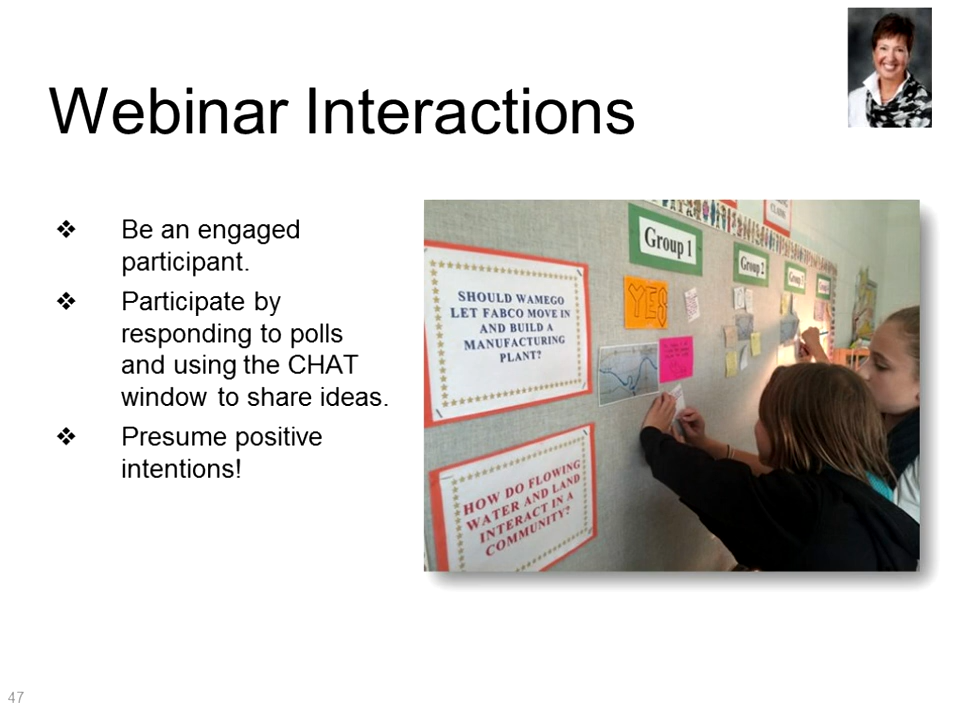 Webinar Interactions
❖ Be an engaged
participant.
❖ Participate by
responding to polls
and using the CHAT
window to share ideas.
❖ Presume positive
intentions!
SHOULD WAMEGO
LET FABCO MOVE IN
AND BUILD A
MANUFACTURING
PLANT?
HOW DO FLOWING
WATER AND LAND
INTERACT IN A
COMMUNITY?
Group 1
Group 2
Group
YES
47